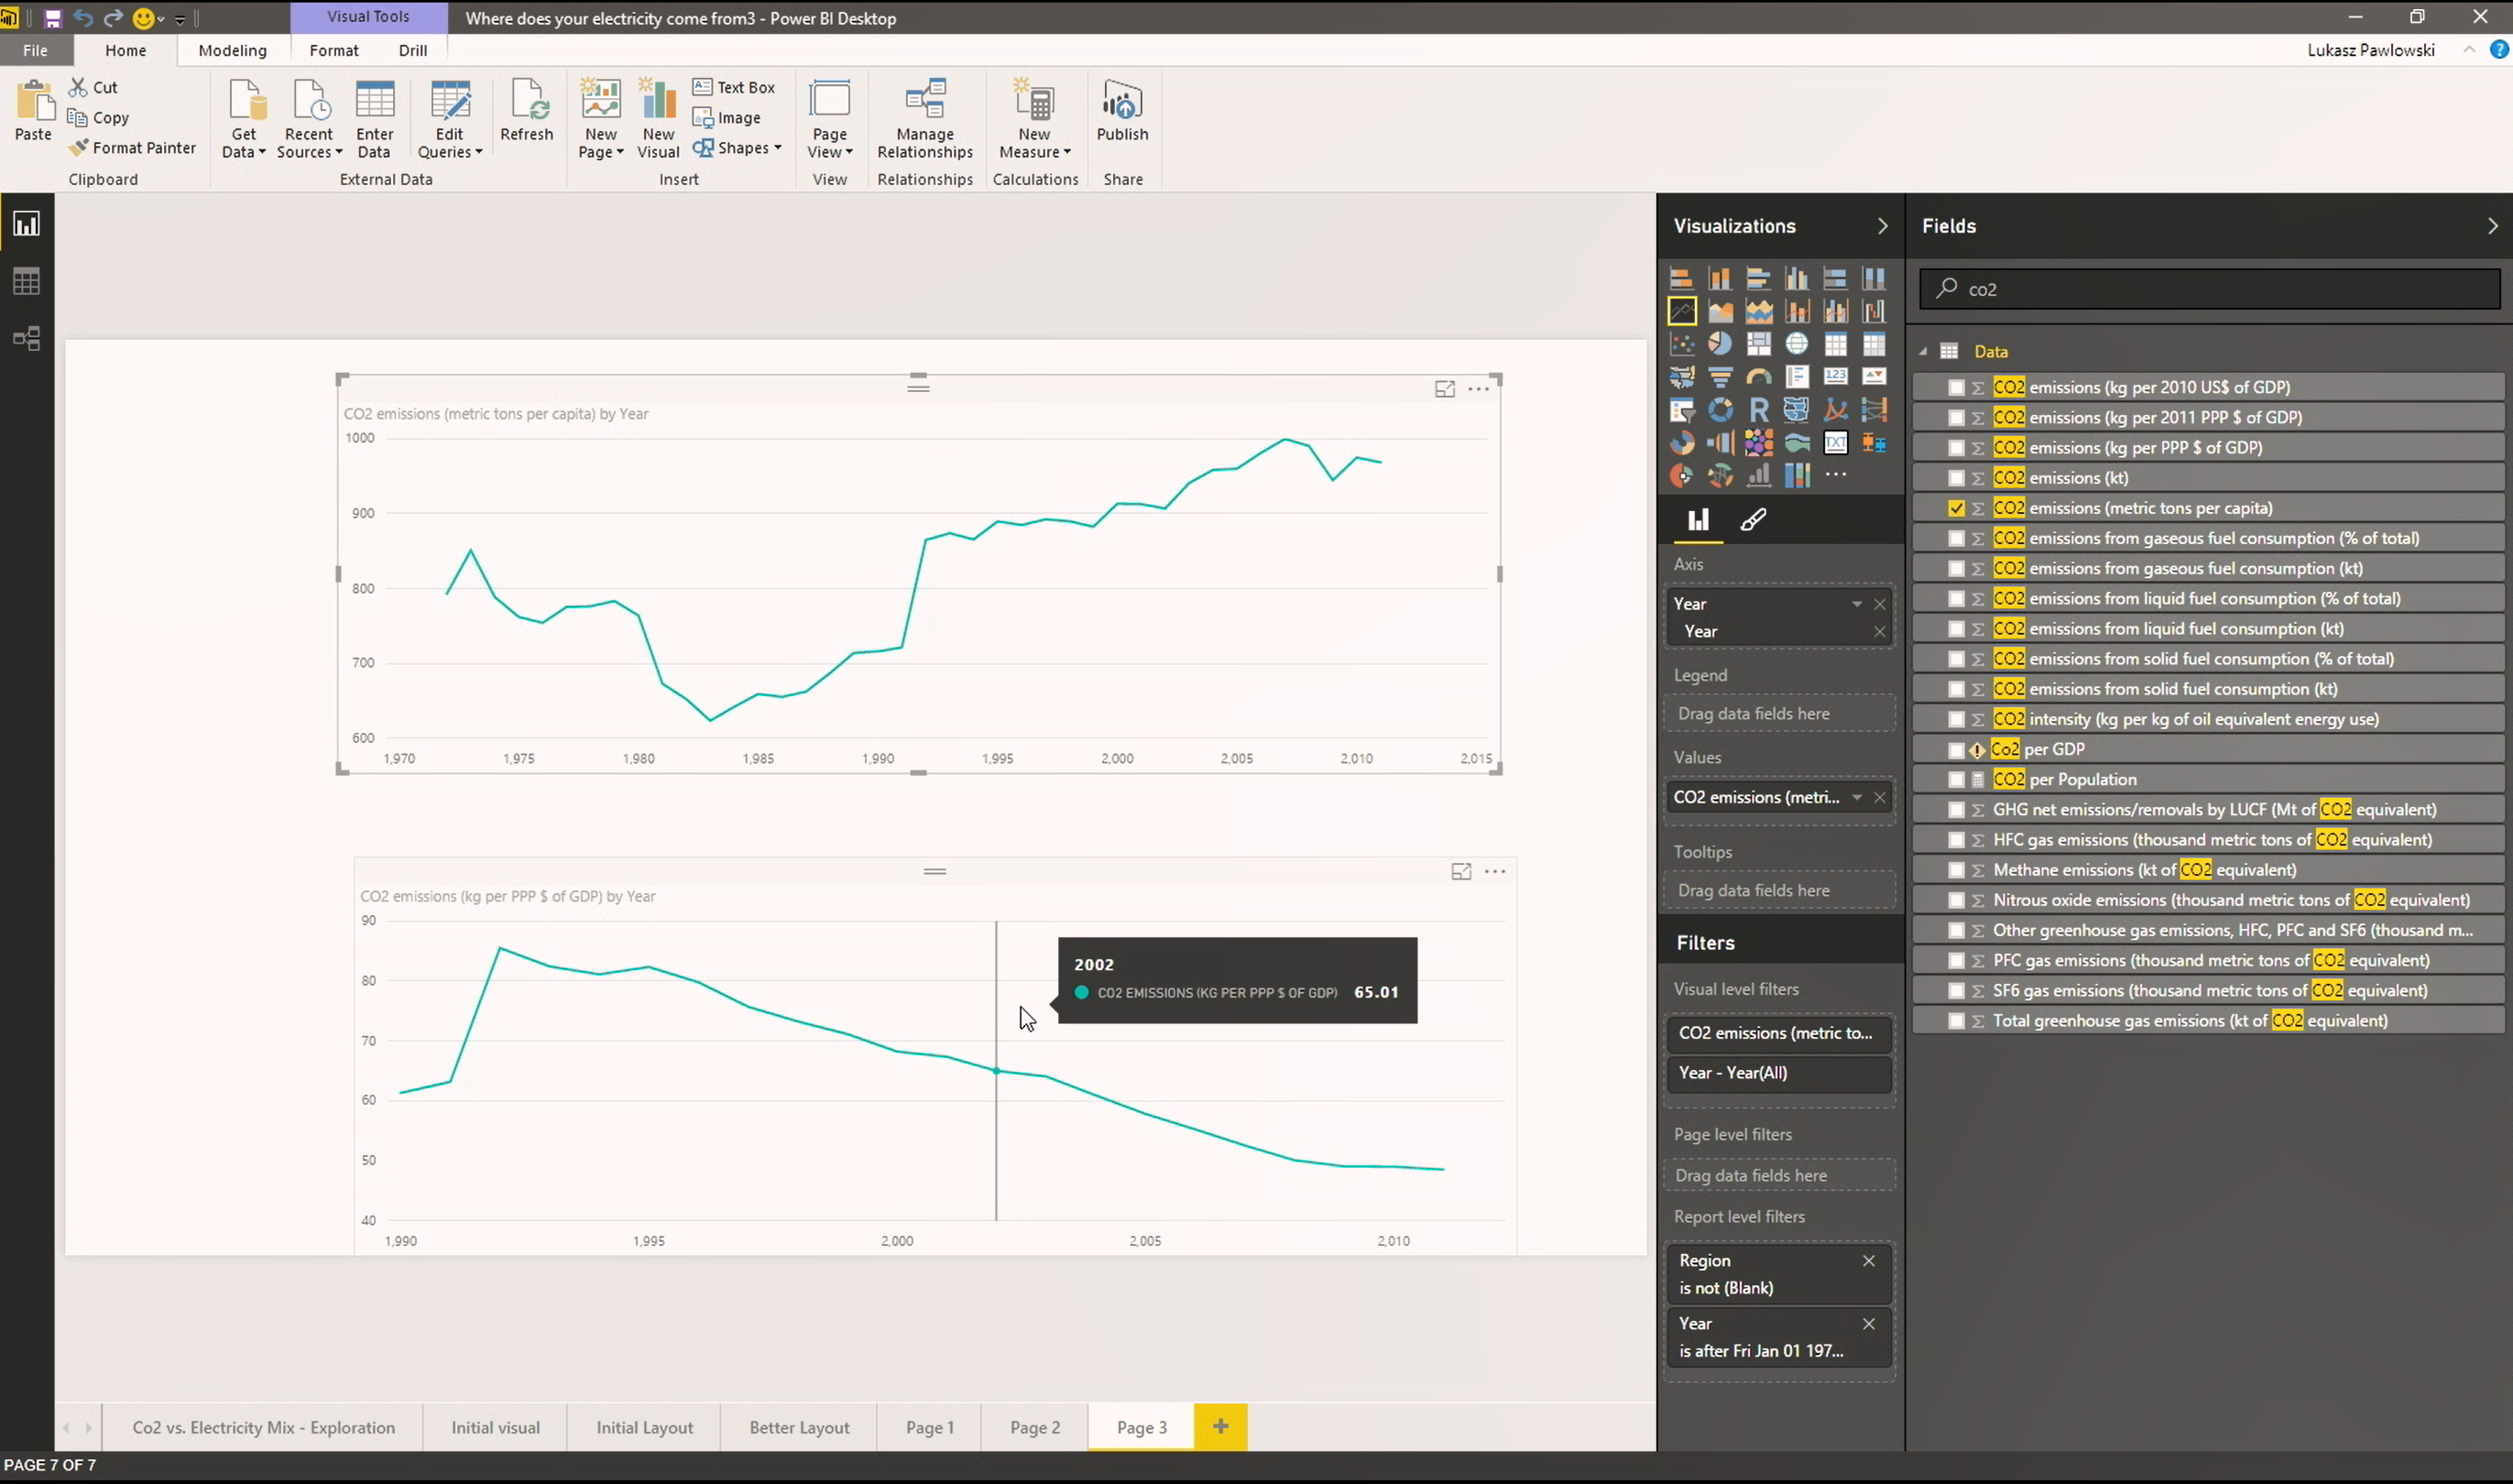 Visual Tools
Where does your electricity come from3 - Power BI Desktop
File
Home
Modeling
Format
Drill
Lukasz Pawlowski
?
Paste
Cut
Copy
Format Painter
Clipboard
Get
Data
Recent
Sources
Enter
Data
Edit
Queries
Refresh
External Data
New
Page
New
Visual
Text Box
Image
Shapes
Insert
Page
View
View
Manage
Relationships
Relationships
New
Measure
Calculations
Publish
Share
CO2 emissions (metric tons per capita) by Year
1000
900
800
700
600
1,970 1,975 1,980 1,985 1,990 1,995 2,000 2,005 2,010 2,015
CO2 emissions (kg per PPP $ of GDP) by Year
90
80
70
60
50
40
1,990 1,995 2,000 2,005 2,010
2002
CO2 EMISSIONS (KG PER PPP $ OF GDP) 65.01
Visualizations
123
R
TXT
Axis
Year
Year
Legend
Drag data fields here
Values
CO2 emissions (metri...
Tooltips
Drag data fields here
Filters
Visual level filters
CO2 emissions (metric to...
Year - Year(All)
Page level filters
Drag data fields here
Report level filters
Region
is not (Blank)
Year
is after Fri Jan 01 197...
Fields
co2
Data
CO2 emissions (kg per 2010 US$ of GDP)
CO2 emissions (kg per 2011 PPP $ of GDP)
CO2 emissions (kg per PPP $ of GDP)
CO2 emissions (kt)
CO2 emissions (metric tons per capita)
CO2 emissions from gaseous fuel consumption (% of total)
CO2 emissions from gaseous fuel consumption (kt)
CO2 emissions from liquid fuel consumption (% of total)
CO2 emissions from liquid fuel consumption (kt)
CO2 emissions from solid fuel consumption (% of total)
CO2 emissions from solid fuel consumption (kt)
CO2 intensity (kg per kg of oil equivalent energy use)
Co2 per GDP
CO2 per Population
GHG net emissions/removals by LUCF (Mt of CO2 equivalent)
HFC gas emissions (thousand metric tons of CO2 equivalent)
Methane emissions (kt of CO2 equivalent)
Nitrous oxide emissions (thousand metric tons of CO2 equivalent)
Other greenhouse gas emissions, HFC, PFC and SF6 (thousand m...
PFC gas emissions (thousand metric tons of CO2 equivalent)
SF6 gas emissions (thousand metric tons of CO2 equivalent)
Total greenhouse gas emissions (kt of CO2 equivalent)
Co2 vs. Electricity Mix - Exploration
Initial visual
Initial Layout
Better Layout
Page 1
Page 2
Page 3
+
PAGE 7 OF 7